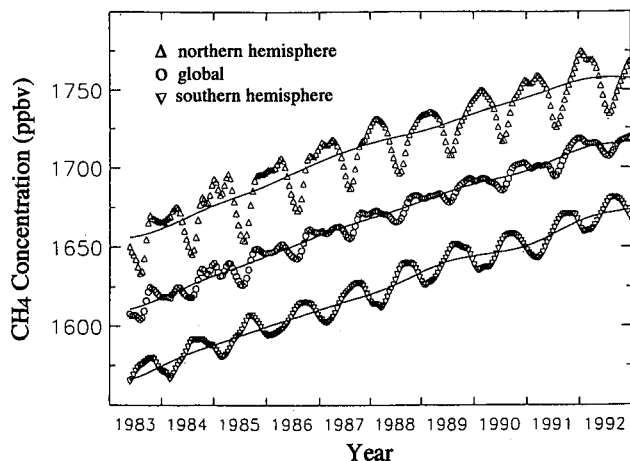 △ northern hemisphere
○ global
▽ southern hemisphere
CH4 Concentration (ppbv)
1750
1700
1650
1600
1983 1984 1985 1986 1987 1988 1989 1990 1991 1992
Year